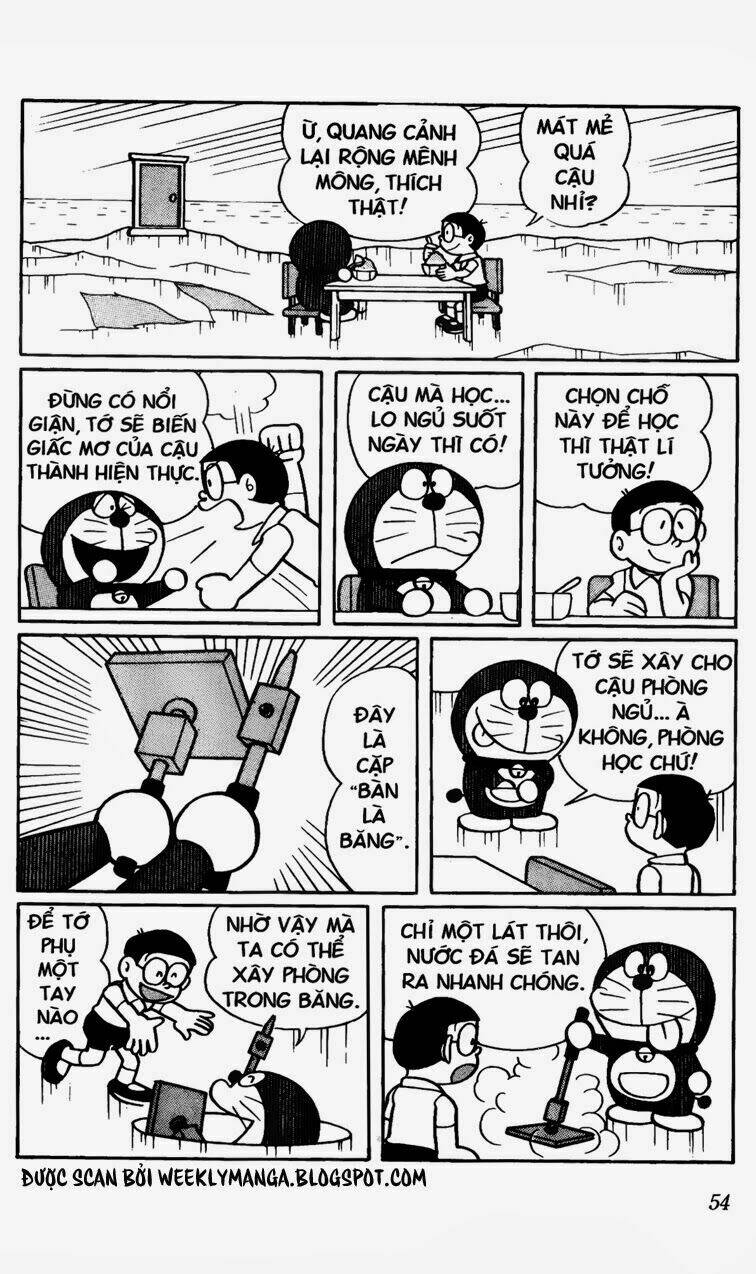 MÁT MẺ
QUÁ
CẬU
NHỈ?
Ừ, QUANG CẢNH
LẠI RỘNG MÊNH
MÔNG, THÍCH
THẬT!
CHỌN CHỖ
NÀY ĐỂ HỌC
THÌ THẬT LÍ
TƯỞNG!
CẬU MÀ HỌC...
LO NGỦ SUỐT
NGÀY THÌ CÓ!
ĐỪNG CÓ NỔI
GIẬN, TỚ SẼ BIẾN
GIẤC MƠ CỦA CẬU
THÀNH HIỆN THỰC.
TỚ SẼ XÂY CHO
CẬU PHÒNG
NGỦ... À
KHÔNG, PHÒNG
HỌC CHỨ!
ĐÂY
LÀ
CẶP
"BÀN
LÀ
BĂNG".
CHỈ MỘT LÁT THÔI,
NƯỚC ĐÁ SẼ TAN
RA NHANH CHÓNG.
NHỜ VẬY MÀ
TA CÓ THỂ
XÂY PHÒNG
TRONG BĂNG.
ĐỂ TỚ
PHỤ
MỘT
TAY
NÀO
...
ĐƯỢC SCAN BỞI WEEKLYMANGA.BLOGSPOT.COM
54